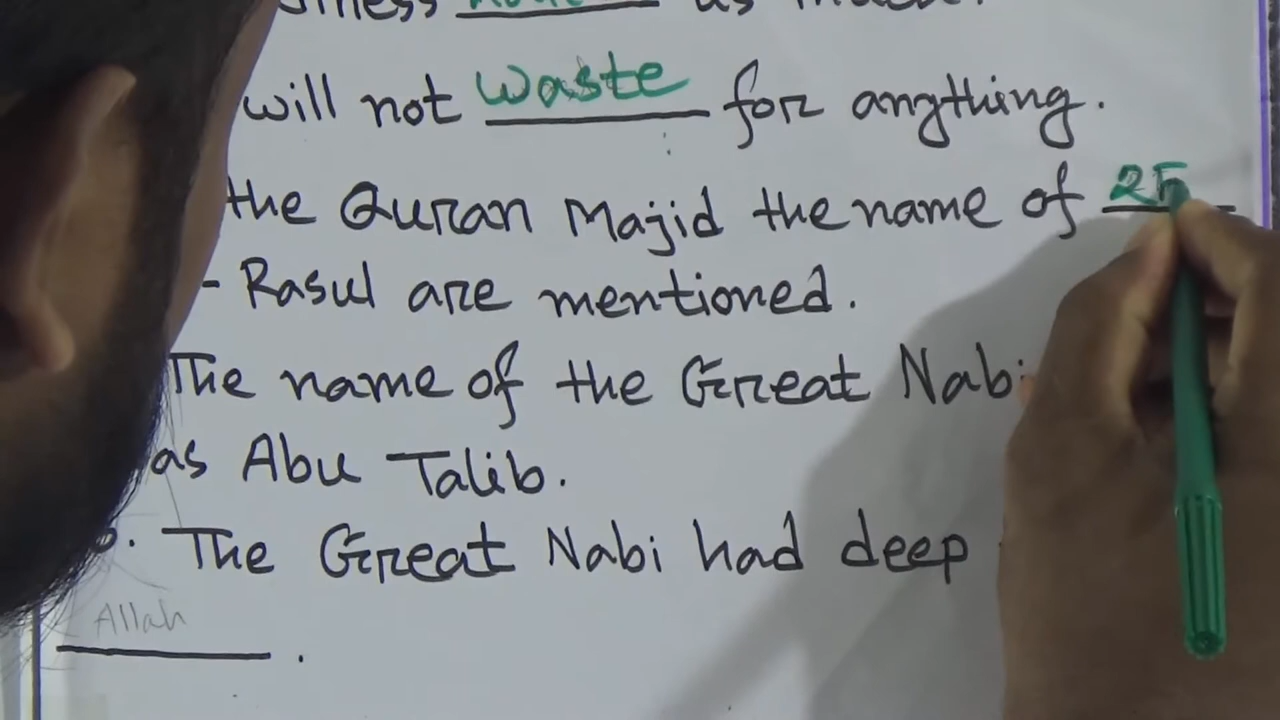 will not waste for anything.
the Quran Majid the name of 25
- Rasul are mentioned.
The name of the Great Nabi
as Abu Talib.
The Great Nabi had deep
Allah .